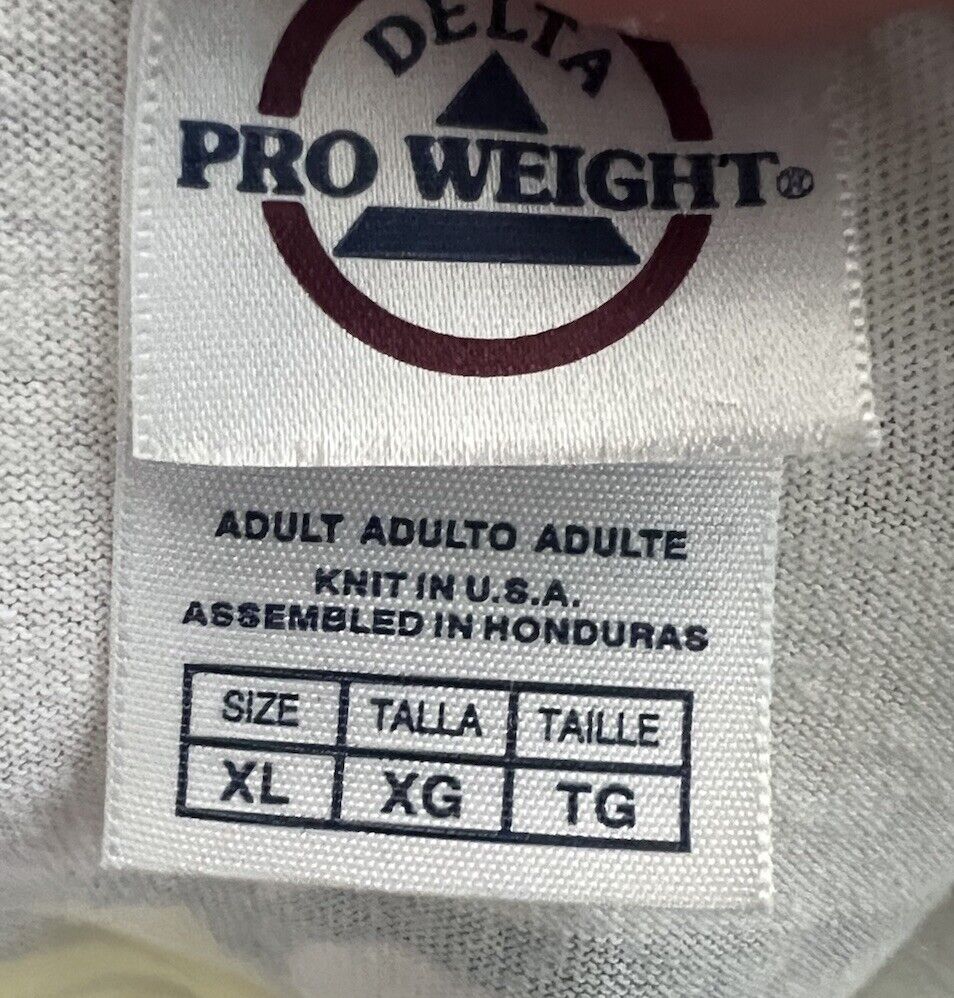 DELTA
PRO WEIGHT®
ADULT ADULTO ADULTE
KNIT IN U.S.A.
ASSEMBLED IN HONDURAS
SIZE TALLA TAILLE
XL XG TG